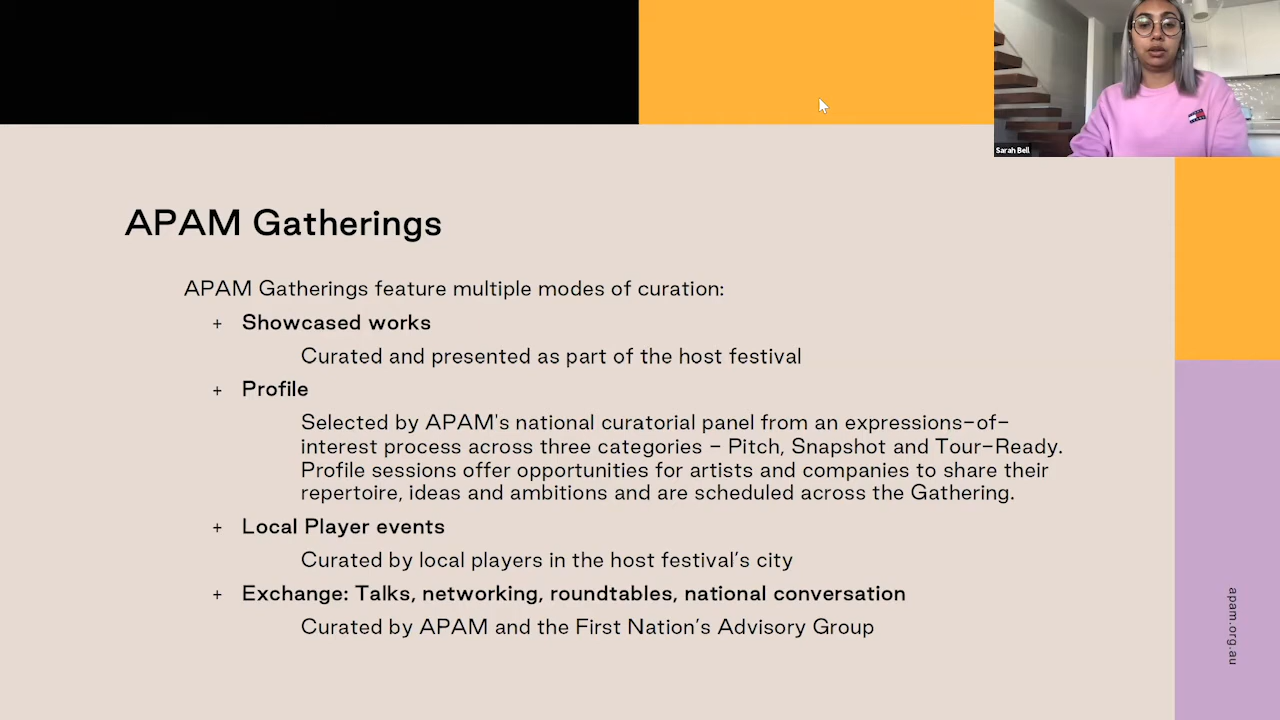 Sarah Bell
APAM Gatherings
APAM Gatherings feature multiple modes of curation:
+ Showcased works
Curated and presented as part of the host festival
+ Profile
Selected by APAM's national curatorial panel from an expressions-of-
interest process across three categories – Pitch, Snapshot and Tour-Ready.
Profile sessions offer opportunities for artists and companies to share their
repertoire, ideas and ambitions and are scheduled across the Gathering.
+ Local Player events
Curated by local players in the host festival’s city
+ Exchange: Talks, networking, roundtables, national conversation
Curated by APAM and the First Nation’s Advisory Group
apam.org.au